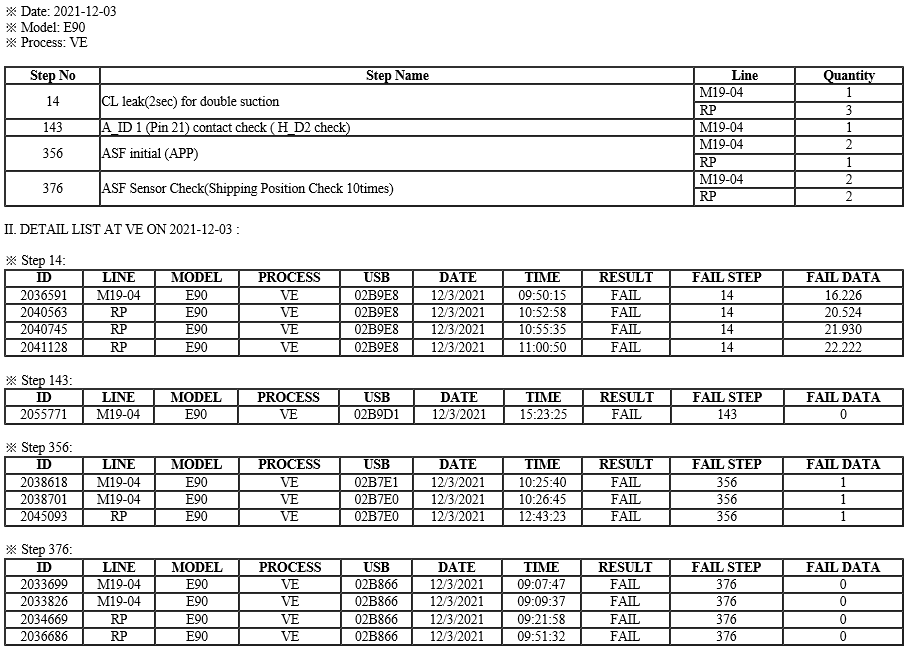 ※ Date: 2021-12-03
※ Model: E90
※ Process: VE
Step No Step Name Line Quantity
14 CL leak(2sec) for double suction M19-04 1
RP 3
143 A_ID 1 (Pin 21) contact check ( H_D2 check) M19-04 1
356 ASF initial (APP) M19-04 2
RP 1
376 ASF Sensor Check(Shipping Position Check 10times) M19-04 2
RP 2
II. DETAIL LIST AT VE ON 2021-12-03 :
※ Step 14:
ID LINE MODEL PROCESS USB DATE TIME RESULT FAIL STEP FAIL DATA
2036591 M19-04 E90 VE 02B9E8 12/3/2021 09:50:15 FAIL 14 16.226
2040563 RP E90 VE 02B9E8 12/3/2021 10:52:58 FAIL 14 20.524
2040745 RP E90 VE 02B9E8 12/3/2021 10:55:35 FAIL 14 21.930
2041128 RP E90 VE 02B9E8 12/3/2021 11:00:50 FAIL 14 22.222
※ Step 143:
ID LINE MODEL PROCESS USB DATE TIME RESULT FAIL STEP FAIL DATA
2055771 M19-04 E90 VE 02B9D1 12/3/2021 15:23:25 FAIL 143 0
※ Step 356:
ID LINE MODEL PROCESS USB DATE TIME RESULT FAIL STEP FAIL DATA
2038618 M19-04 E90 VE 02B7E1 12/3/2021 10:25:40 FAIL 356 1
2038701 M19-04 E90 VE 02B7E0 12/3/2021 10:26:45 FAIL 356 1
2045093 RP E90 VE 02B7E0 12/3/2021 12:43:23 FAIL 356 1
※ Step 376:
ID LINE MODEL PROCESS USB DATE TIME RESULT FAIL STEP FAIL DATA
2033699 M19-04 E90 VE 02B866 12/3/2021 09:07:47 FAIL 376 0
2033826 M19-04 E90 VE 02B866 12/3/2021 09:09:37 FAIL 376 0
2034669 RP E90 VE 02B866 12/3/2021 09:21:58 FAIL 376 0
2036686 RP E90 VE 02B866 12/3/2021 09:51:32 FAIL 376 0